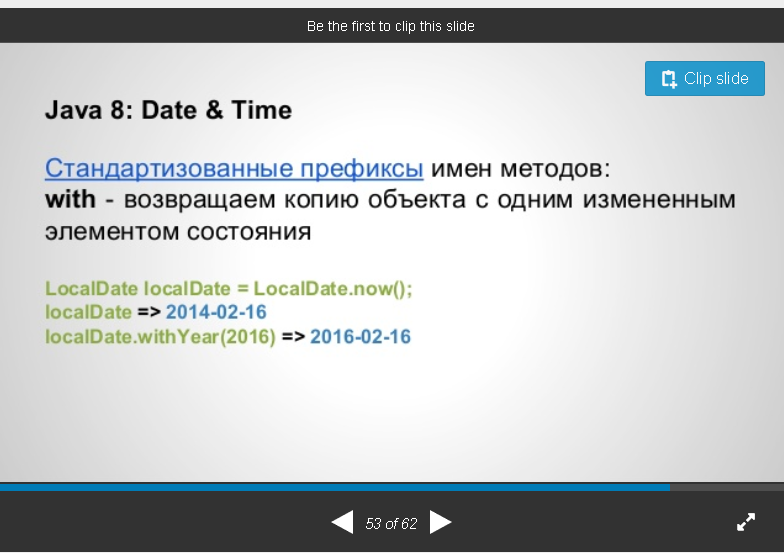 Be the first to clip this slide
Clip slide
Java 8: Date & Time
Стандартизованные префиксы имен методов:
with - возвращаем копию объекта с одним измененным
элементом состояния
LocalDate localDate = LocalDate.now();
localDate => 2014-02-16
localDate.withYear(2016) => 2016-02-16
53 of 62